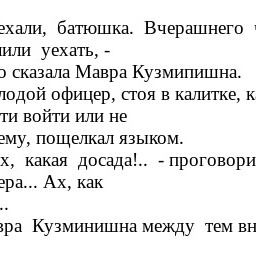 ехали, батюшка. Вчерашнего
или уехать, -
о сказала Мавра Кузмипишна.
лодой офицер, стоя в калитке, к
ти войти или не
ему, пощелкал языком.
х, какая досада!.. - проговори
ера... Ах, как
..
вра Кузминишна между тем вн